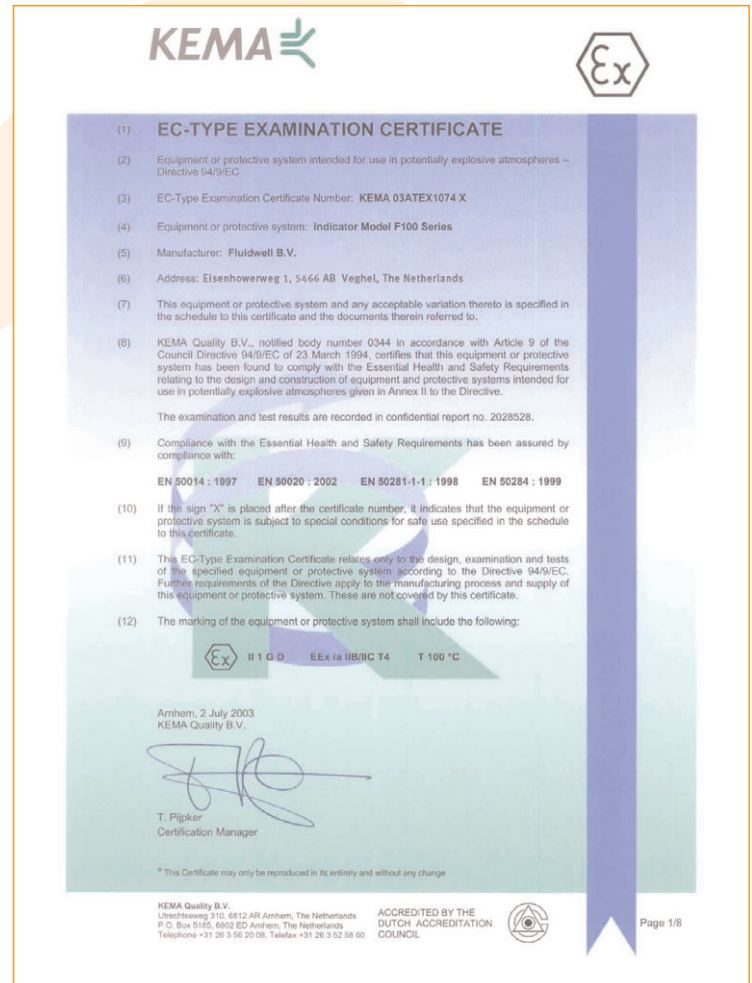 KEMA
Ex
(1) EC-TYPE EXAMINATION CERTIFICATE
(2) Equipment or protective system intended for use in potentially explosive atmospheres –
Directive 94/9/EC
(3) EC-Type Examination Certificate Number: KEMA 03ATEX1074 X
(4) Equipment or protective system: Indicator Model F100 Series
(5) Manufacturer: Fluidwell B.V.
(6) Address: Eisenhowerweg 1, 5466 AB Veghel, The Netherlands
(7) This equipment or protective system and any acceptable variation thereto is specified in
the schedule to this certificate and the documents therein referred to.
(8) KEMA Quality B.V., notified body number 0344 in accordance with Article 9 of the
Council Directive 94/9/EC of 23 March 1994, certifies that this equipment or protective
system has been found to comply with the Essential Health and Safety Requirements
relating to the design and construction of equipment and protective systems intended for
use in potentially explosive atmospheres given in Annex II to the Directive.
The examination and test results are recorded in confidential report no. 2028528.
(9) Compliance with the Essential Health and Safety Requirements has been assured by
compliance with:
EN 50014 : 1997 EN 50020 : 2002 EN 50281-1-1 : 1998 EN 50284 : 1999
(10) If the sign "X" is placed after the certificate number, it indicates that the equipment or
protective system is subject to special conditions for safe use specified in the schedule
to this certificate.
(11) This EC-Type Examination Certificate relates only to the design, examination and tests
of the specified equipment or protective system according to the Directive 94/9/EC.
Further requirements of the Directive apply to the manufacturing process and supply of
this equipment or protective system. These are not covered by this certificate.
(12) The marking of the equipment or protective system shall include the following:
Ex II 1 G D EEx ia IIB/IIC T4 T 100 °C
Arnhem, 2 July 2003
KEMA Quality B.V.
T. Pijpker
Certification Manager
® This Certificate may only be reproduced in its entirely and without any change
KEMA Quality B.V.
Utrechtseweg 310, 6812 AR Arnhem, The Netherlands
P.O. Box 5185, 6802 ED Arnhem, The Netherlands
Telephone +31 26 3 56 20 08, Telefax +31 26 3 52 58 00
ACCREDITED BY THE
DUTCH ACCREDITATION
COUNCIL
Page 1/8